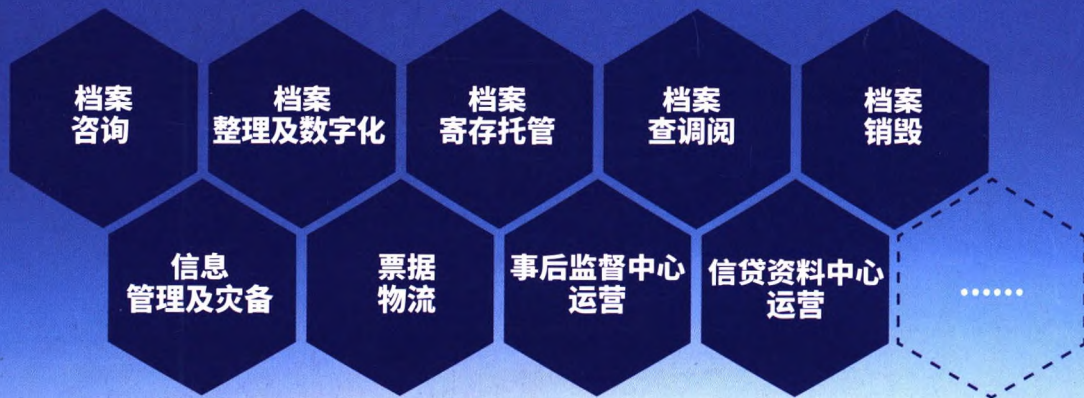 档案
咨询
档案
整理及数字化
档案
寄存托管
档案
查调阅
档案
销毁
信息
管理及灾备
票据
物流
事后监督中心
运营
信贷资料中心
运营
……